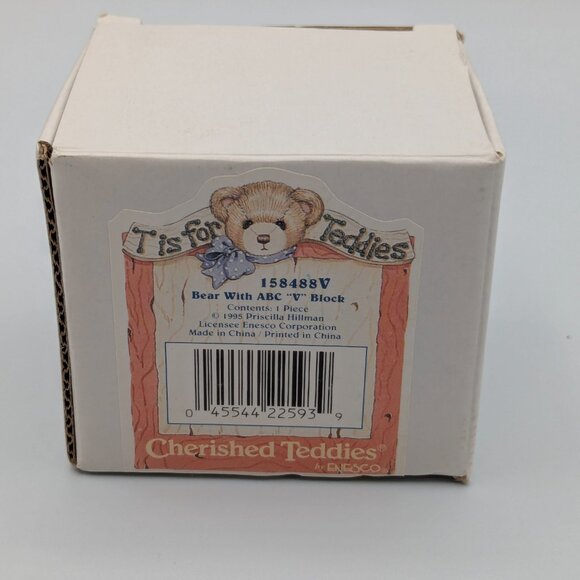 T is for Teddies
158488V
Bear With ABC "V" Block
Contents: 1 Piece
© 1995 Priscilla Hillman
Licensee Enesco Corporation
Made in China / Printed in China
0 45544 22593 9
Cherished Teddies®
by ENESCO